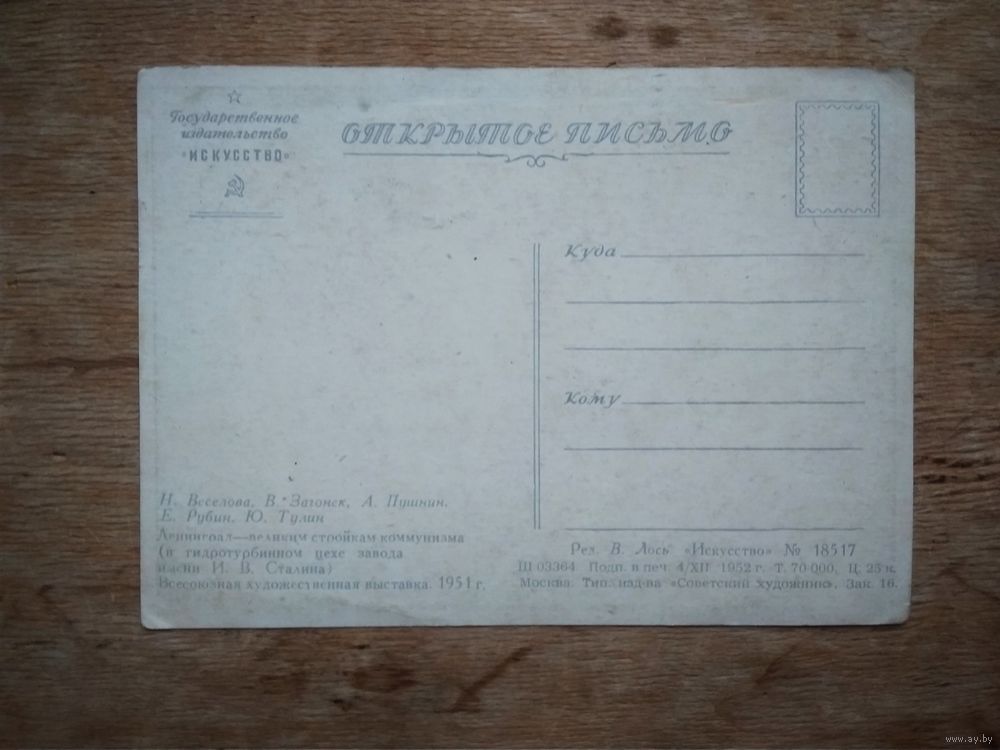 Государственное
издательство
«ИСКУССТВО»
ОТКРЫТОЕ ПИСЬМО
Куда
Кому
Н. Веселова, В. Загонек, А. Пушнин,
Е. Рубин, Ю. Тулин
Ленинград—великим стройкам коммунизма
(в гидротурбинном цехе завода
имени И. В. Сталина)
Всесоюзная художественная выставка. 1951 г.
Ред. В. Лось «Искусство» № 18517
Ш 03364 Подп. в печ. 4/XII 1952 г. Т. 70 000. Ц. 25 к.
Москва. Тип. изд-ва «Советский художник». Зак. 16.
www.ay.by